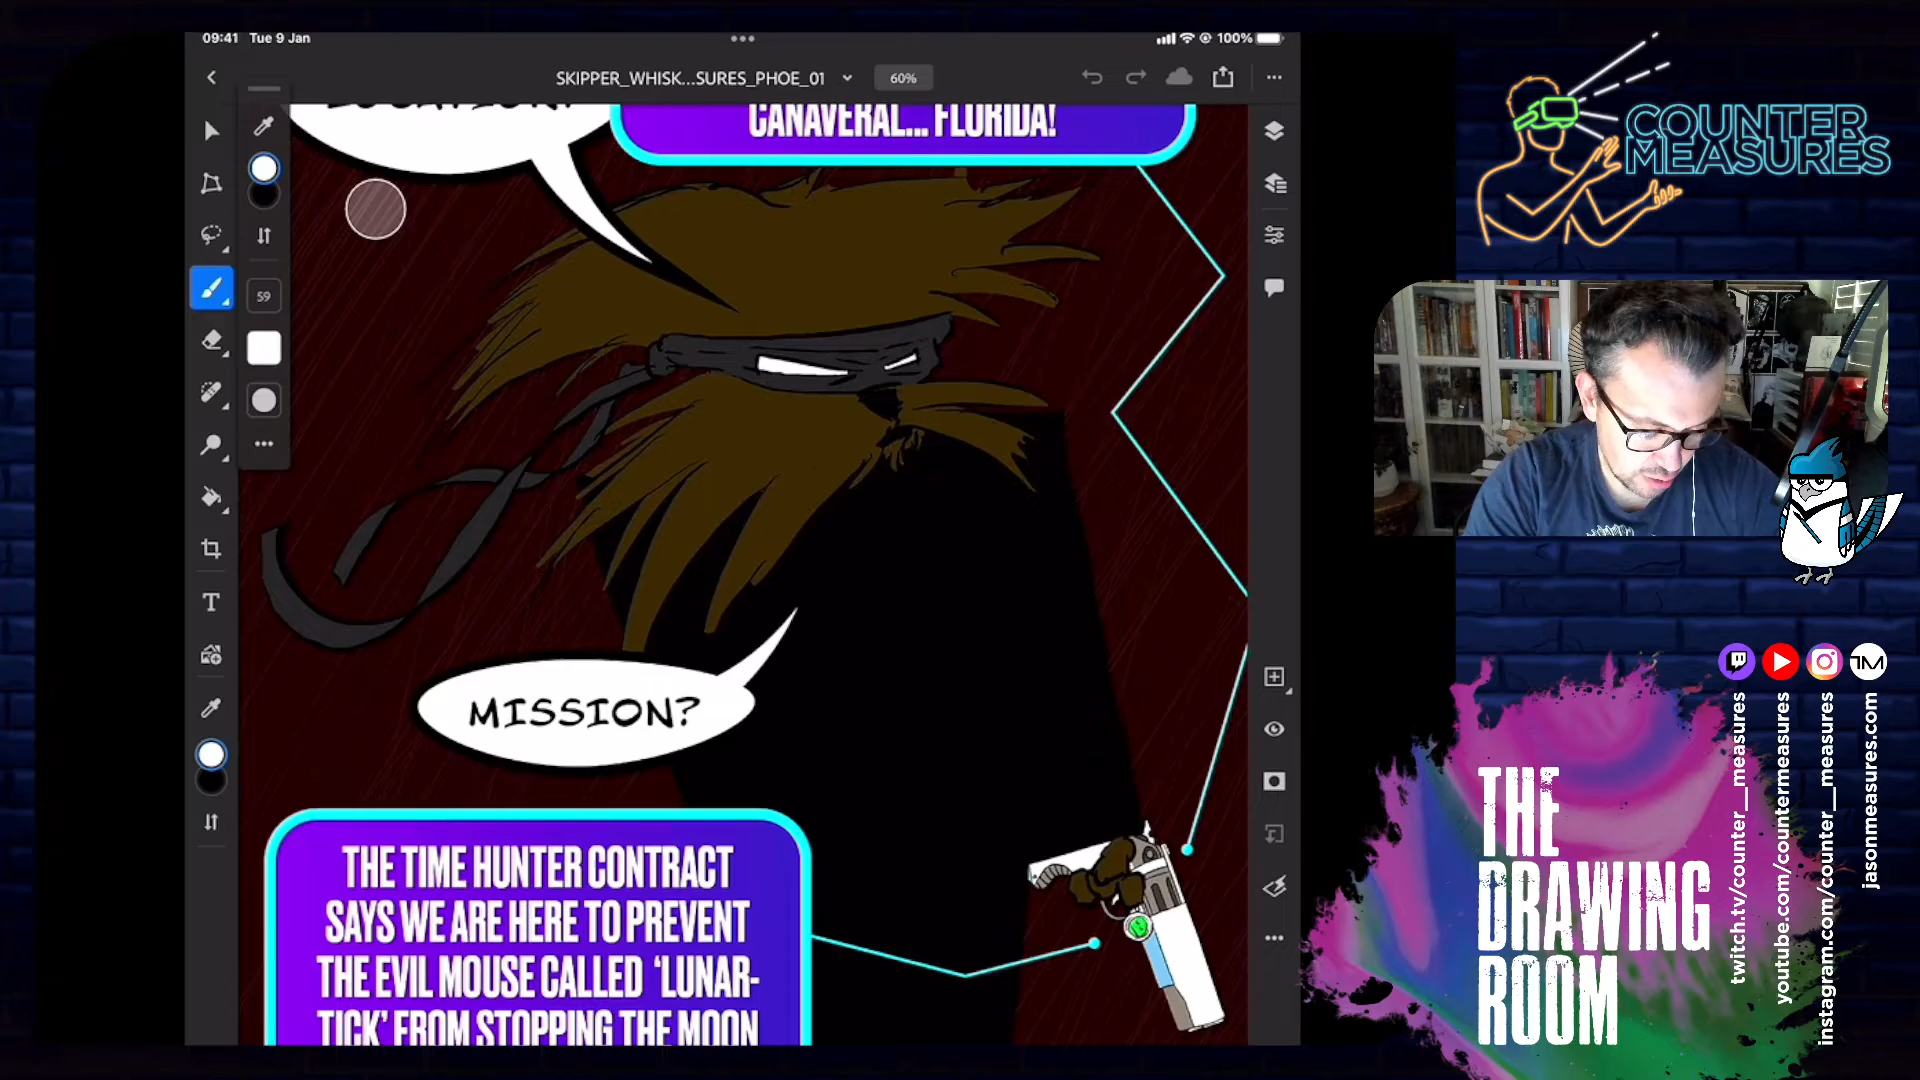 09:41 Tue 9 Jan
100%
SKIPPER_WHISK...SURES_PHOE_01
60%
CANAVERAL... FLORIDA!
59
MISSION?
THE TIME HUNTER CONTRACT
SAYS WE ARE HERE TO PREVENT
THE EVIL MOUSE CALLED ‘LUNAR-
TICK’ FROM STOPPING THE MOON
COUNTER
MEASURES
THE
DRAWING
ROOM
twitch.tv/counter__measures
youtube.com/countermeasures
instagram.com/counter__measures
jasonmeasures.com